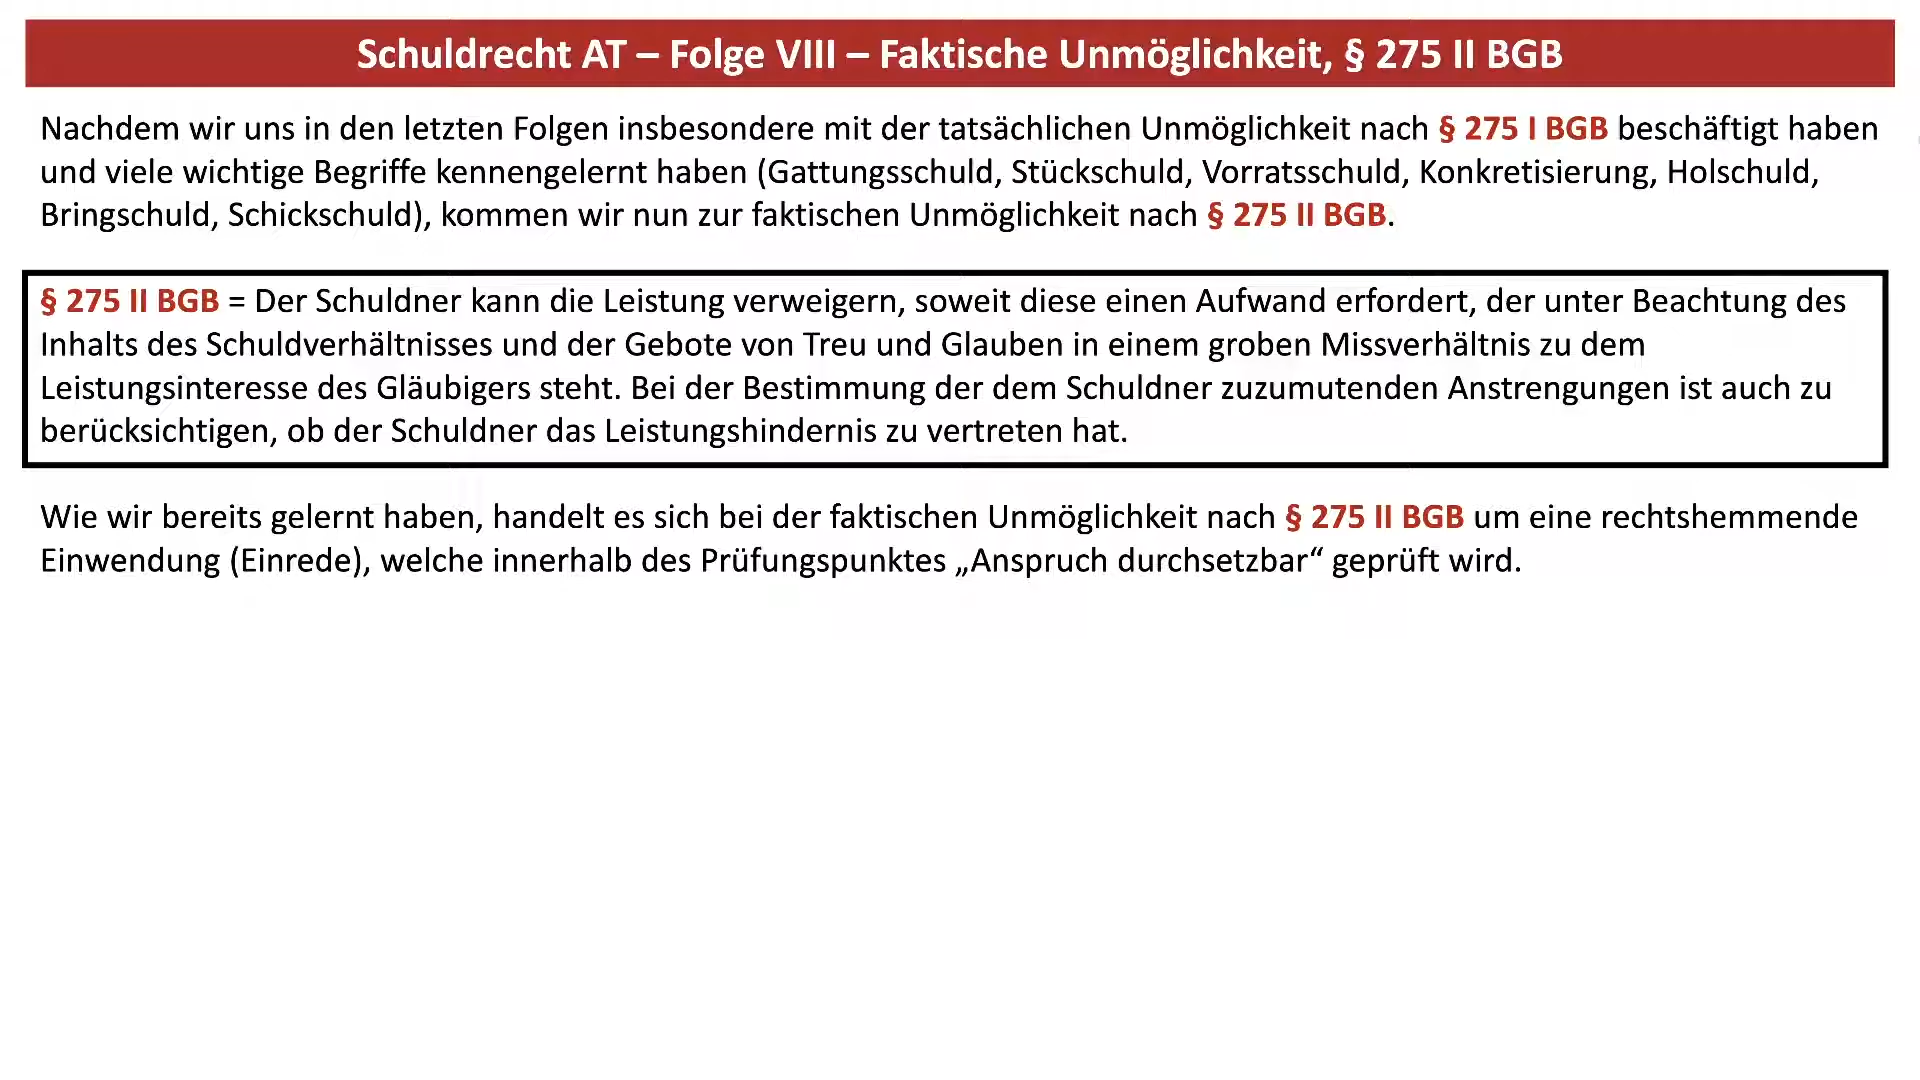 Schuldrecht AT – Folge VIII – Faktische Unmöglichkeit, § 275 II BGB
Nachdem wir uns in den letzten Folgen insbesondere mit der tatsächlichen Unmöglichkeit nach § 275 I BGB beschäftigt haben
und viele wichtige Begriffe kennengelernt haben (Gattungsschuld, Stückschuld, Vorratsschuld, Konkretisierung, Holschuld,
Bringschuld, Schickschuld), kommen wir nun zur faktischen Unmöglichkeit nach § 275 II BGB.
§ 275 II BGB = Der Schuldner kann die Leistung verweigern, soweit diese einen Aufwand erfordert, der unter Beachtung des
Inhalts des Schuldverhältnisses und der Gebote von Treu und Glauben in einem groben Missverhältnis zu dem
Leistungsinteresse des Gläubigers steht. Bei der Bestimmung der dem Schuldner zuzumutenden Anstrengungen ist auch zu
berücksichtigen, ob der Schuldner das Leistungshindernis zu vertreten hat.
Wie wir bereits gelernt haben, handelt es sich bei der faktischen Unmöglichkeit nach § 275 II BGB um eine rechtshemmende
Einwendung (Einrede), welche innerhalb des Prüfungspunktes „Anspruch durchsetzbar“ geprüft wird.